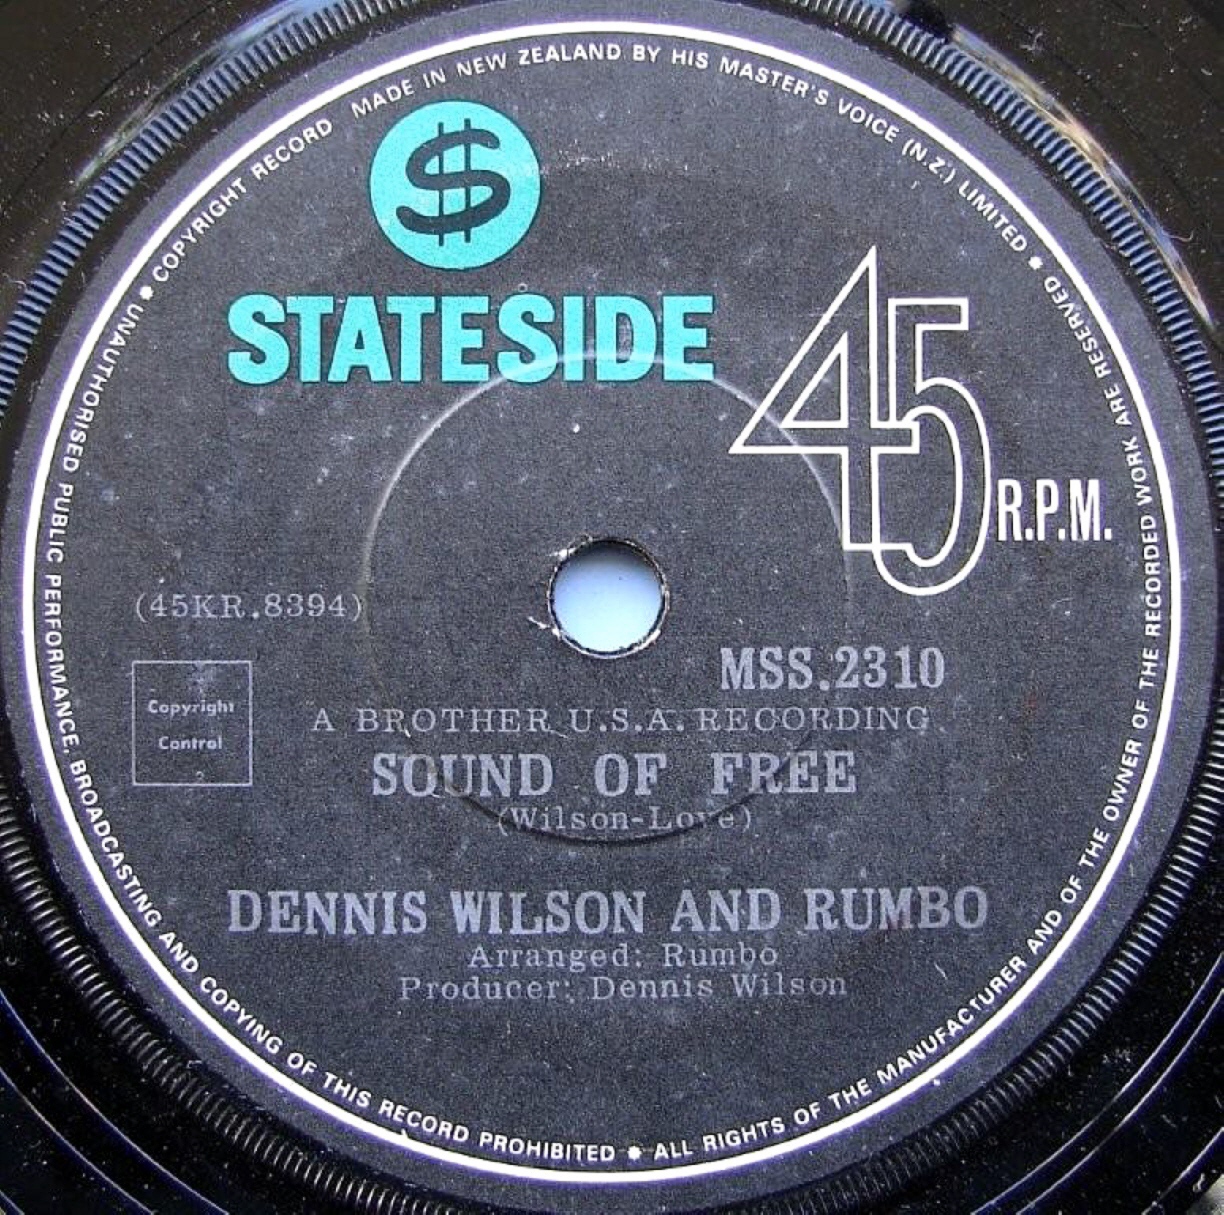 COPYRIGHT RECORD MADE IN NEW ZEALAND BY HIS MASTER'S VOICE (N.Z.) LIMITED
ALL RIGHTS OF THE MANUFACTURER AND OF THE OWNER OF THE RECORDED WORK ARE RESERVED
UNAUTHORISED PUBLIC PERFORMANCE, BROADCASTING AND COPYING OF THIS RECORD PROHIBITED
$
STATESIDE
45 R.P.M.
(45KR.8394)
MSS.2310
Copyright
Control
A BROTHER U.S.A. RECORDING
SOUND OF FREE
(Wilson-Love)
DENNIS WILSON AND RUMBO
Arranged: Rumbo
Producer: Dennis Wilson